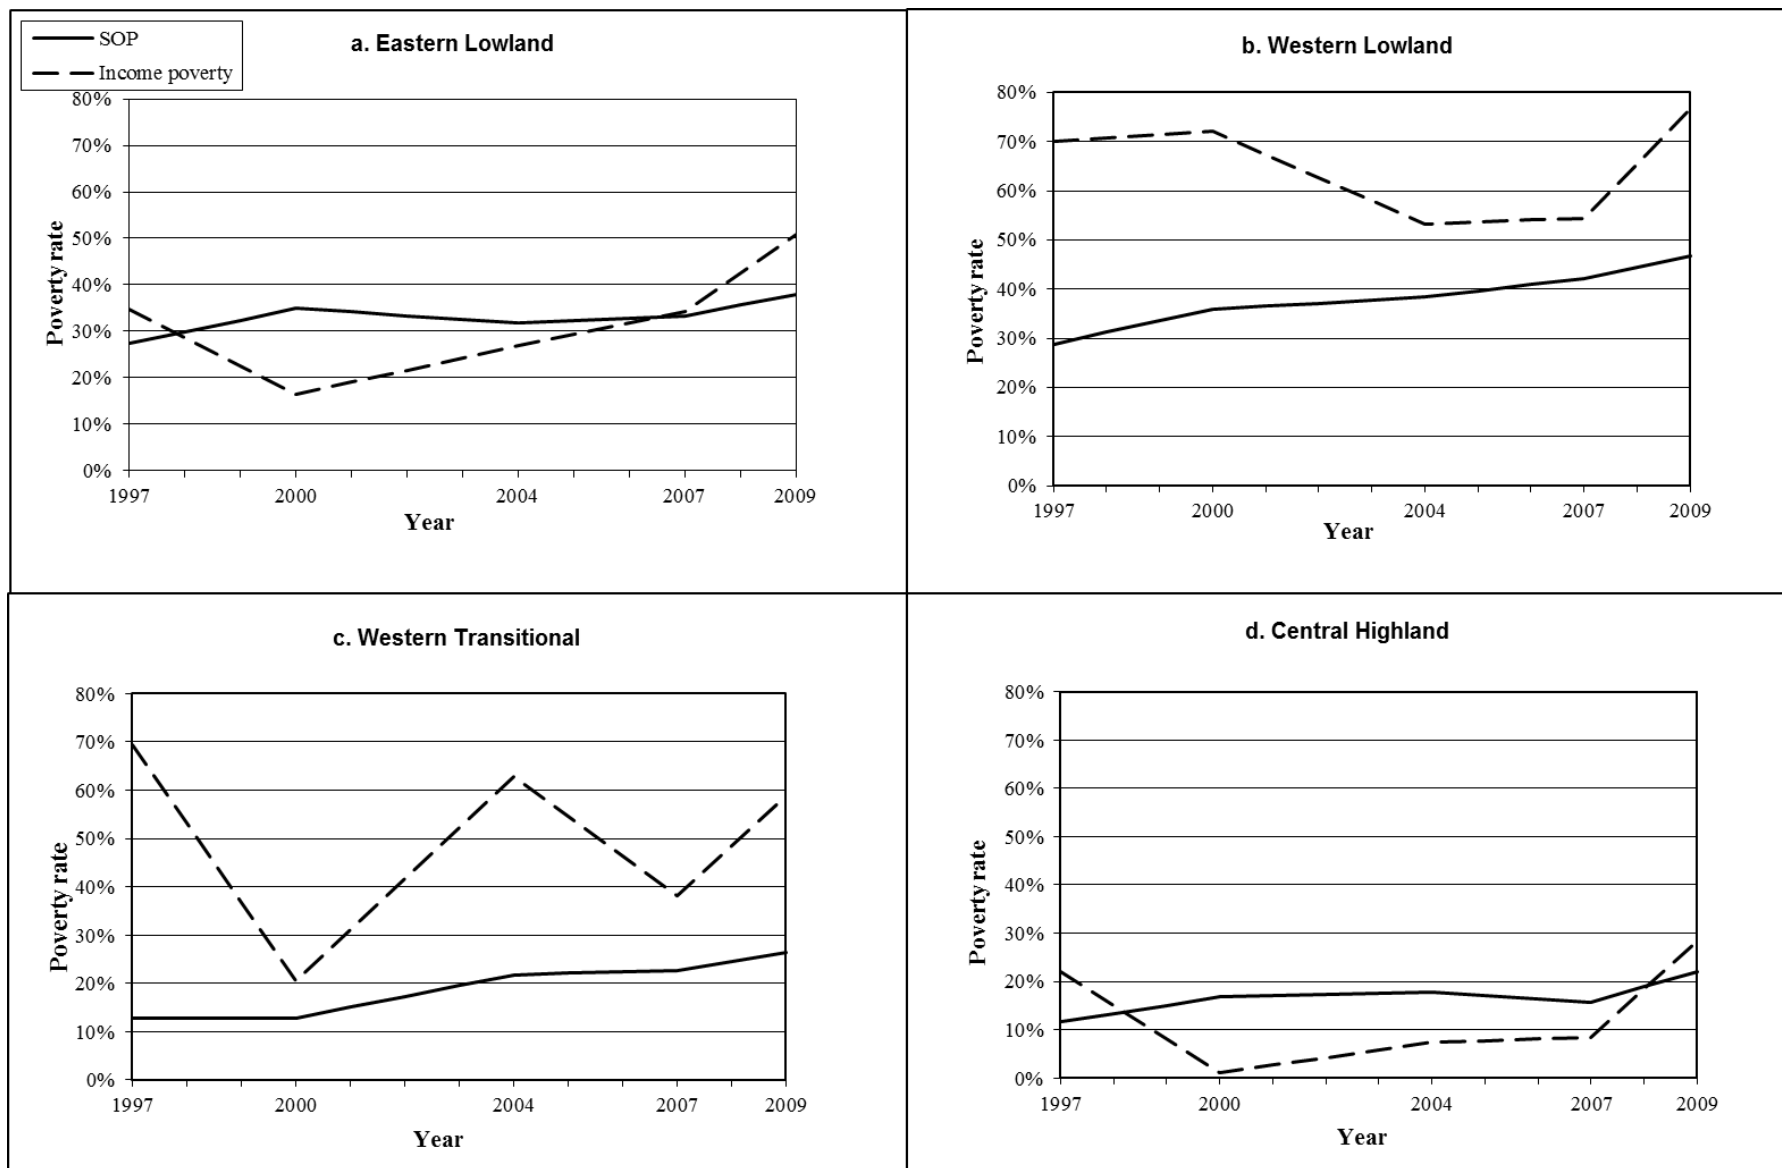 SOP
Income poverty
a. Eastern Lowland
80%
70%
60%
50%
40%
30%
20%
10%
0%
Poverty rate
1997 2000 2004 2007 2009
Year
b. Western Lowland
80%
70%
60%
50%
40%
30%
20%
10%
0%
Poverty rate
1997 2000 2004 2007 2009
Year
c. Western Transitional
80%
70%
60%
50%
40%
30%
20%
10%
0%
Poverty rate
1997 2000 2004 2007 2009
Year
d. Central Highland
80%
70%
60%
50%
40%
30%
20%
10%
0%
Poverty rate
1997 2000 2004 2007 2009
Year